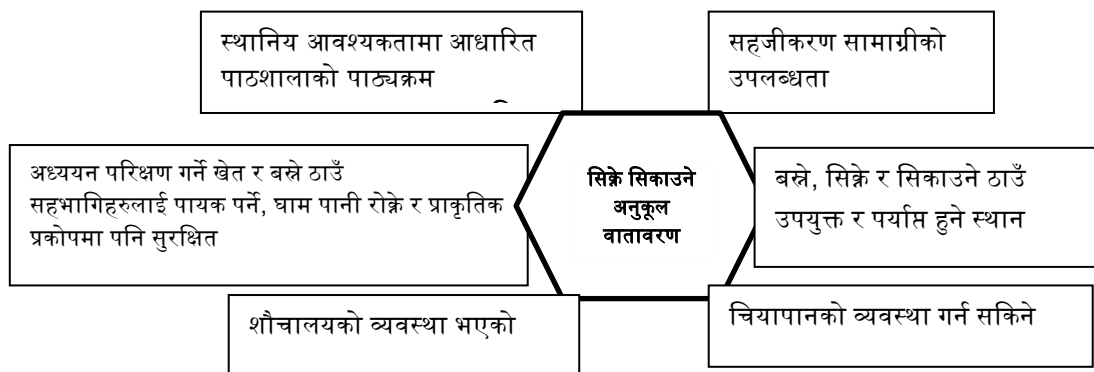 स्थानिय आवश्यकतामा आधारित
पाठशालाको पाठ्यक्रम
सहजीकरण सामाग्रीको
उपलब्धता
अध्ययन परिक्षण गर्ने खेत र बस्ने ठाउँ
सहभागिहरुलाई पायक पर्ने, घाम पानी रोक्ने र प्राकृतिक
प्रकोपमा पनि सुरक्षित
सिक्ने सिकाउने
अनुकूल
वातावरण
बस्ने, सिक्ने र सिकाउने ठाउँ
उपयुक्त र पर्याप्त हुने स्थान
शौचालयको व्यवस्था भएको
चियापानको व्यवस्था गर्न सकिने